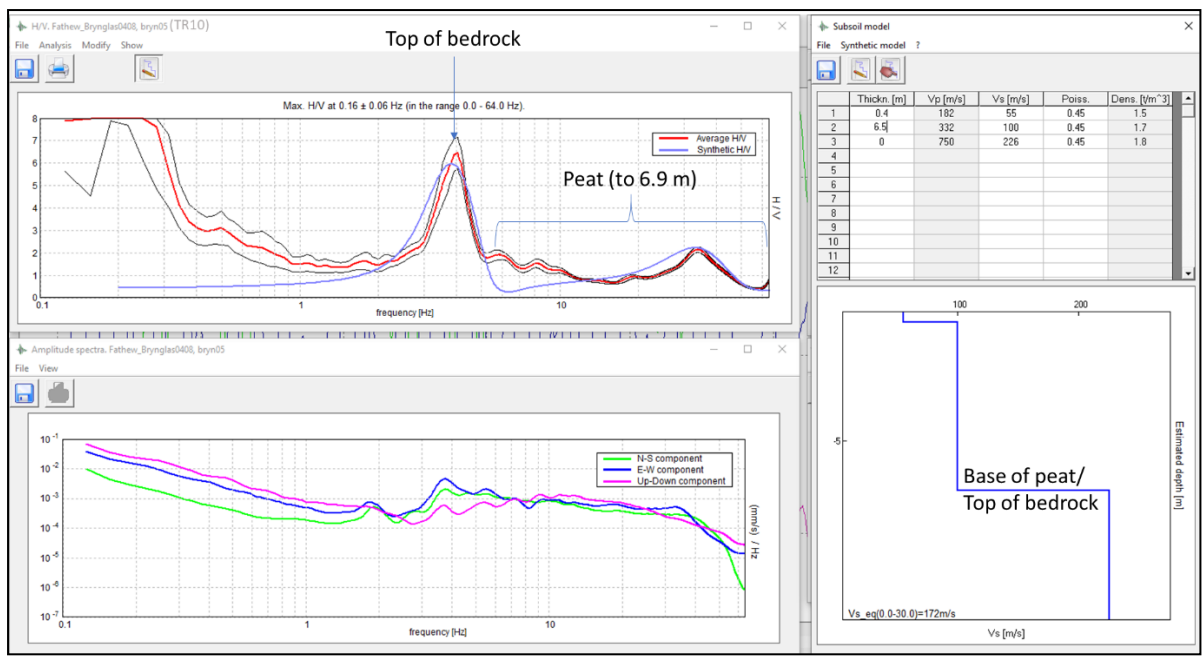 H/V. Fathew_Brynglas0408, bryn05 (TR10)
File Analysis Modify Show
Top of bedrock
Max. H/V at 0.16 ± 0.06 Hz (in the range 0.0 - 64.0 Hz).
8
7
6
5
4
3
2
1
0
Average H/V
Synthetic H/V
Peat (to 6.9 m)
H / V
0.1 1 10
frequency [Hz]
Amplitude spectra. Fathew_Brynglas0408, bryn05
File View
10^-1
10^-2
10^-3
10^-4
10^-5
10^-6
10^-7
N-S component
E-W component
Up-Down component
(mm/s) / Hz
0.1 1 10
frequency [Hz]
Subsoil model
File Synthetic model ?
Thickn. [m] Vp [m/s] Vs [m/s] Poiss. Dens. [t/m^3]
1 0.4 182 55 0.45 1.5
2 6.5 332 100 0.45 1.7
3 0 750 226 0.45 1.8
4
5
6
7
8
9
10
11
12
100 200
-5
Base of peat/
Top of bedrock
Estimated depth [m]
Vs_eq(0.0-30.0)=172m/s
Vs [m/s]